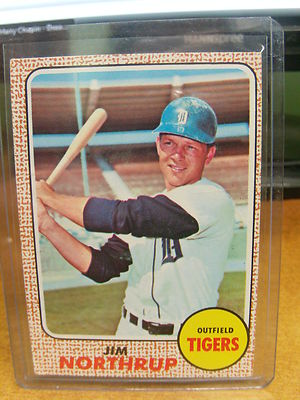 D
D
JIM
NORTHRUP
OUTFIELD
TIGERS